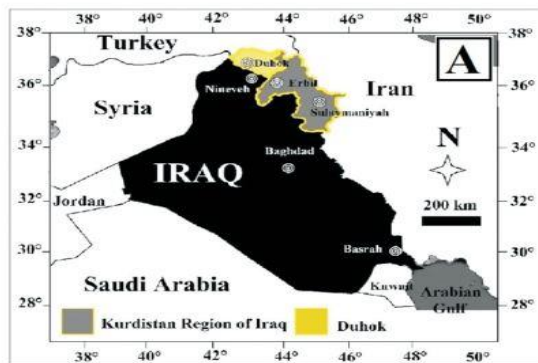 38° 40° 42° 44° 46° 48° 50°
38° Turkey A 38°
Duhok
36° Nineveh Erbil Iran 36°
Syria Sulaymaniyah
34° N 34°
Baghdad
IRAQ
32° 32°
Jordan 200 km
30° Basrah 30°
Saudi Arabia Kuwait Arabian
28° Gulf 28°
Kurdistan Region of Iraq Duhok
38° 40° 42° 44° 45° 48° 50°